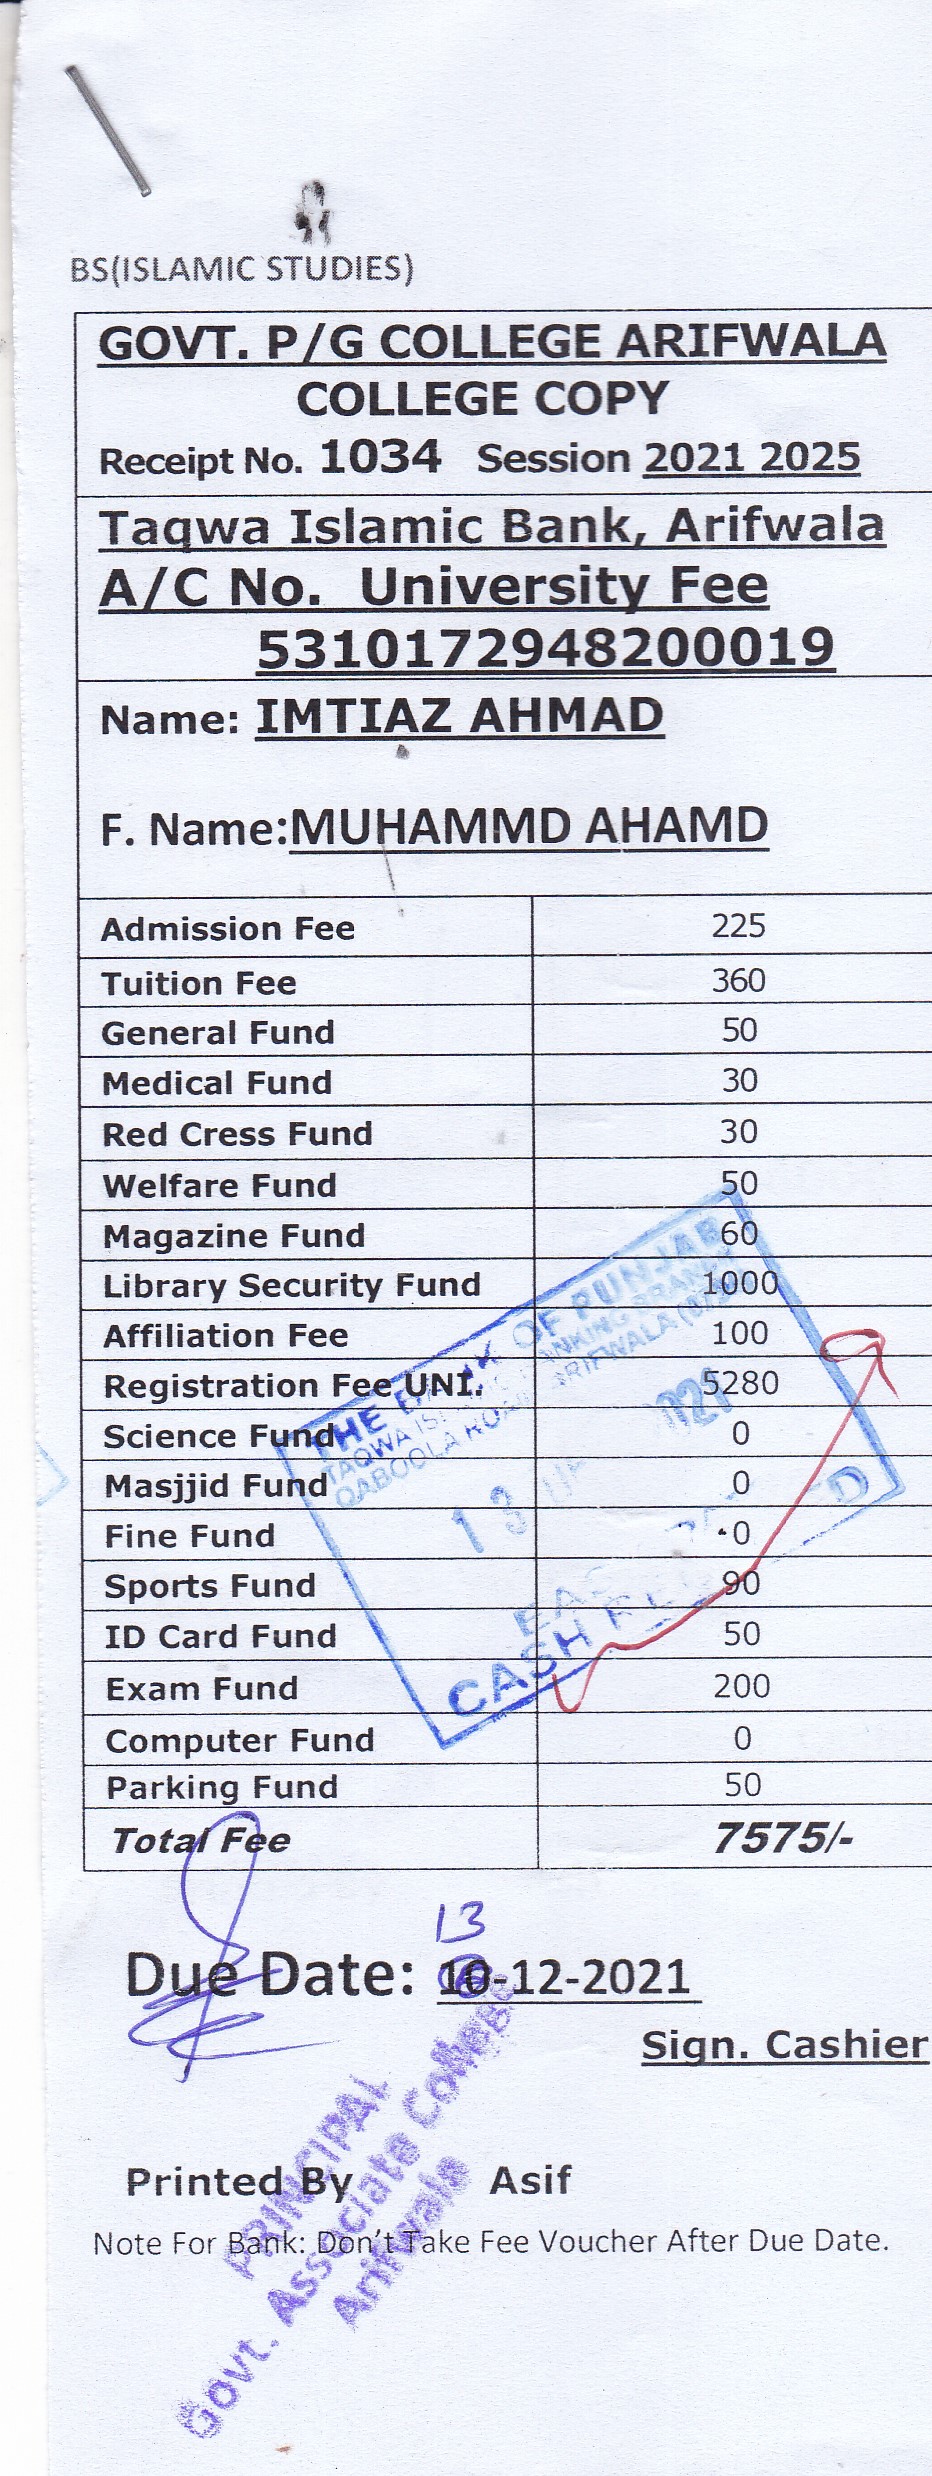 BS(ISLAMIC STUDIES)
GOVT. P/G COLLEGE ARIFWALA
COLLEGE COPY
Receipt No. 1034 Session 2021 2025
Taqwa Islamic Bank, Arifwala
A/C No. University Fee
5310172948200019
Name: IMTIAZ AHMAD
F. Name:MUHAMMD AHAMD
Admission Fee 225
Tuition Fee 360
General Fund 50
Medical Fund 30
Red Cress Fund 30
Welfare Fund 50
Magazine Fund 60
Library Security Fund 1000
Affiliation Fee 100
Registration Fee UNI. 5280
Science Fund 0
Masjjid Fund 0
Fine Fund 0
Sports Fund 90
ID Card Fund 50
Exam Fund 200
Computer Fund 0
Parking Fund 50
Total Fee 7575/-
THE BANK OF PUNJAB
TAQWA ISLAMIC BANKING BRANCH
QABOOLA ROAD ARIFWALA
13
CASH
13
Due Date: 10-12-2021
Sign. Cashier
Printed By Asif
Note For Bank: Don't Take Fee Voucher After Due Date.
PRINCIPAL
Govt. Associate College
Arifwala